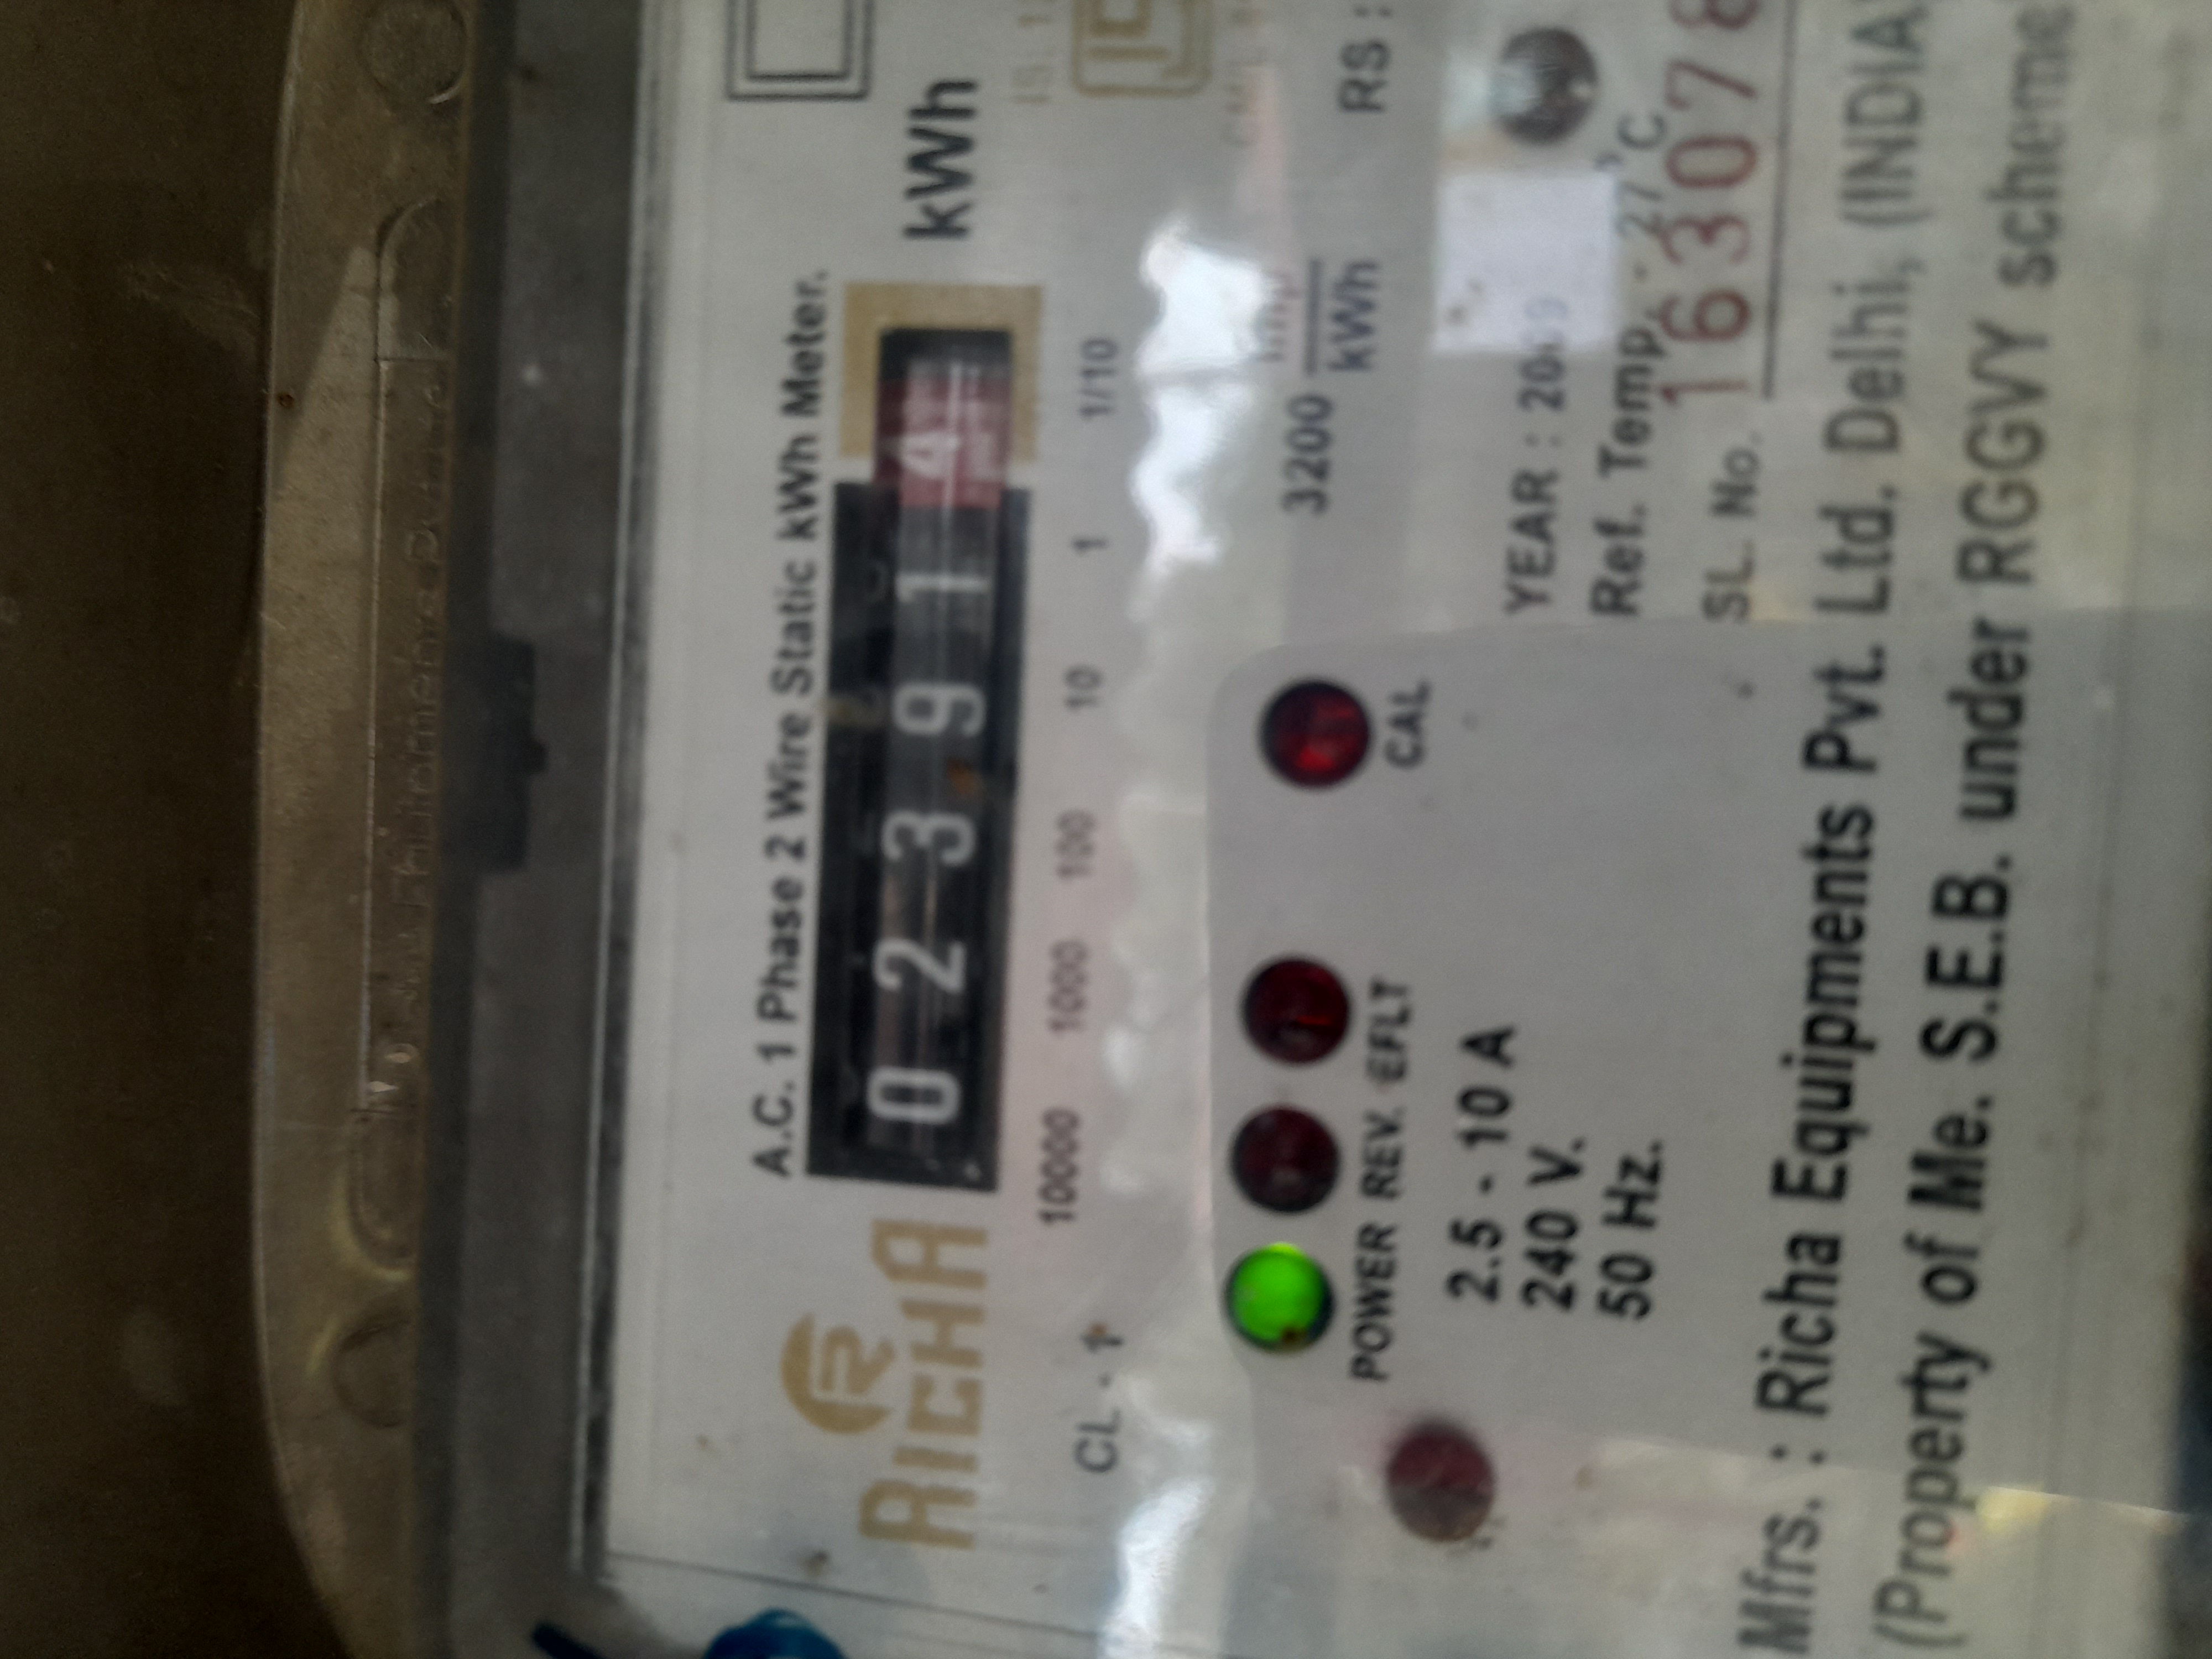 A.C. 1 Phase 2 Wire Static kWh Meter.
RICHA
0 2 3 9 1 4 kWh
10000 1000 100 10 1 1/10
CL - 1
3200 Imp/kWh
RS :
POWER REV. EFLT CAL
2.5 - 10 A
240 V.
50 Hz.
YEAR :
Ref. Temp. - 27°C
SL. No. 163078
Mfrs. : Richa Equipments Pvt. Ltd. Delhi, (INDIA)
(Property of Me. S.E.B. under RGGVY scheme